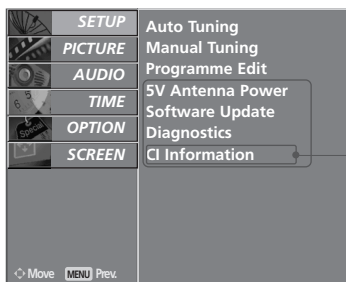 SETUP
PICTURE
AUDIO
TIME
OPTION
SCREEN
Auto Tuning
Manual Tuning
Programme Edit
5V Antenna Power
Software Update
Diagnostics
CI Information
Move MENU Prev.